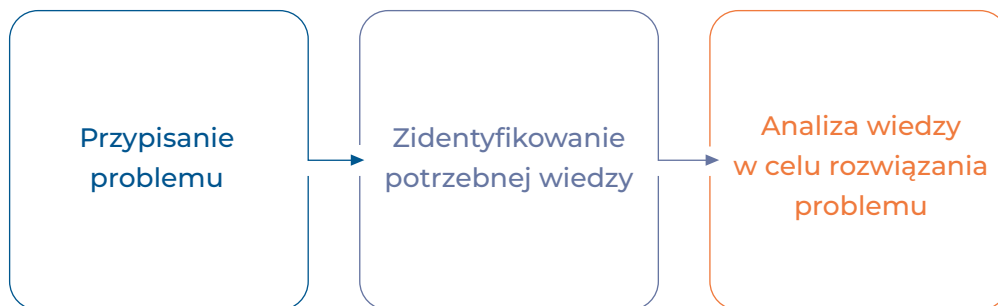 Przypisanie
problemu
Zidentyfikowanie
potrzebnej wiedzy
Analiza wiedzy
w celu rozwiązania
problemu